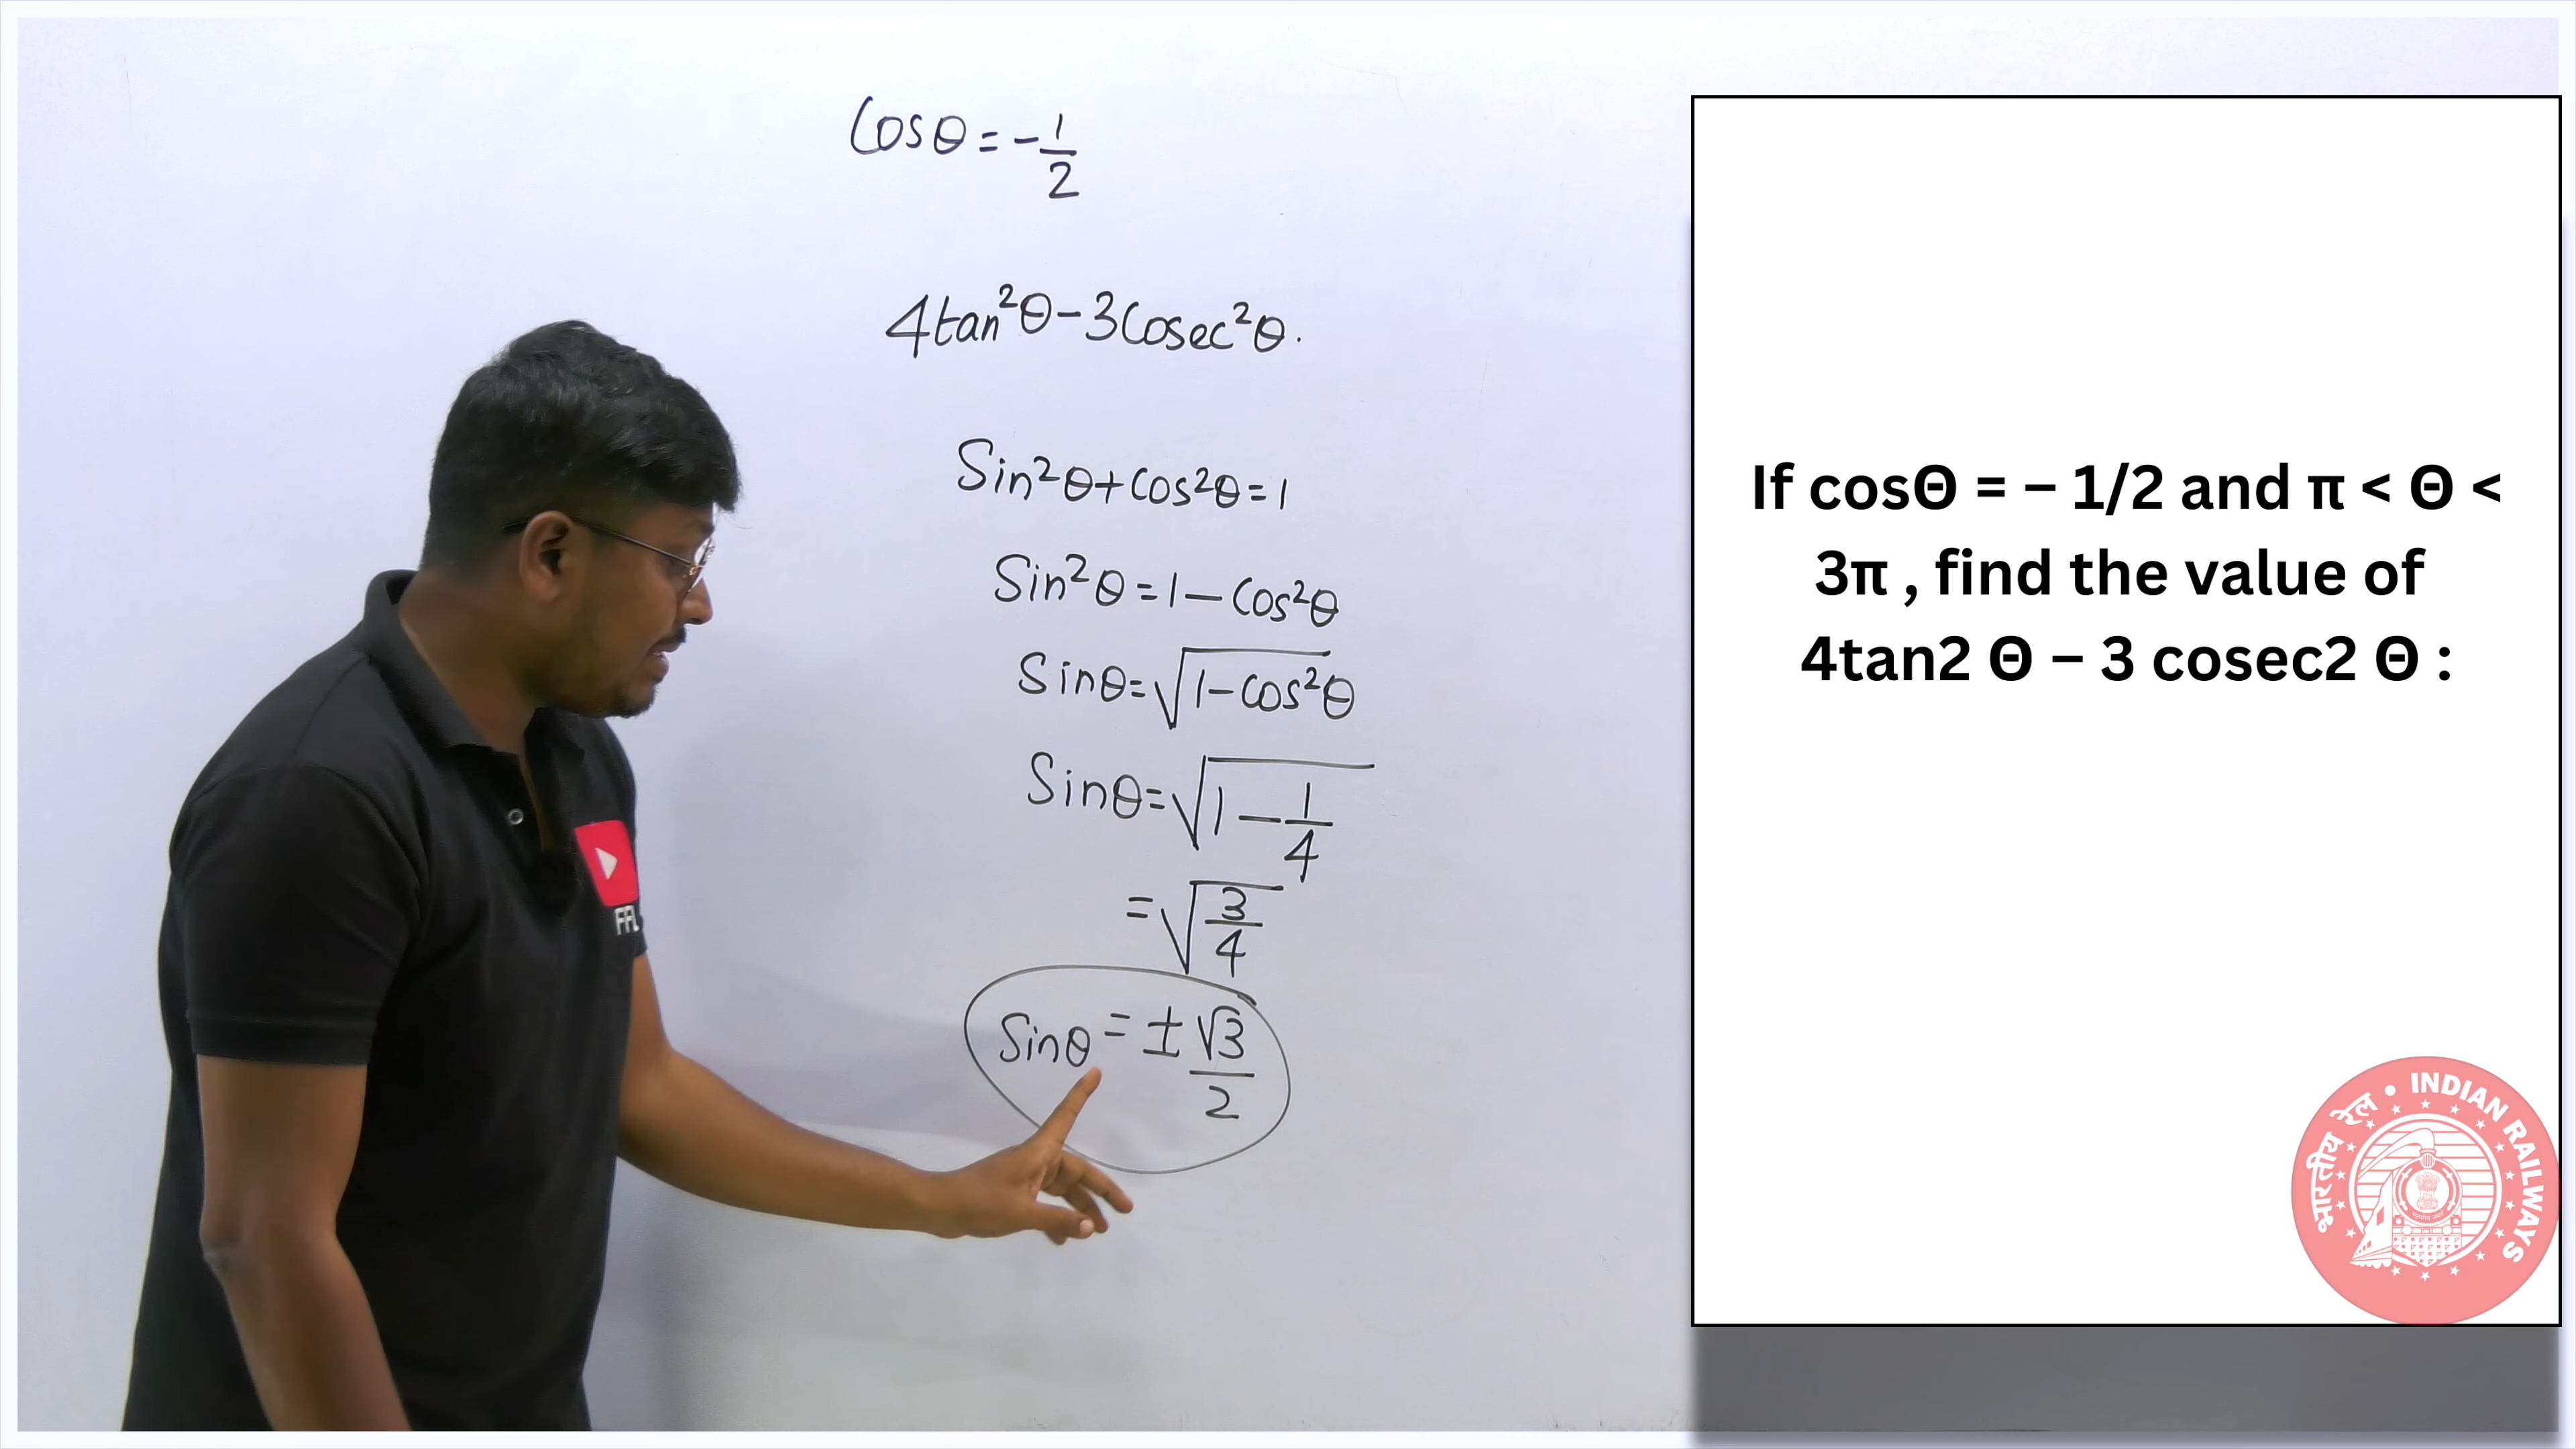 Cosθ = -1/2
4tan²θ - 3Cosec²θ.
Sin²θ + Cos²θ = 1
Sin²θ = 1 - Cos²θ
Sinθ = √(1 - Cos²θ)
Sinθ = √(1 - 1/4)
= √(3/4)
Sinθ = ± √3/2
FFL
If cosΘ = – 1/2 and π < Θ <
3π , find the value of
4tan2 Θ – 3 cosec2 Θ :
भारतीय रेल • INDIAN RAILWAYS